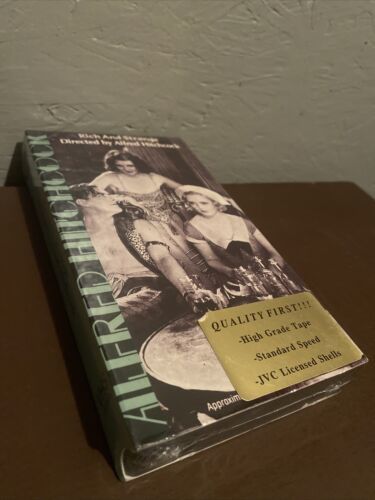 Rich And Strange
Directed by Alfred Hitchcock
ALFRED HITCHCOCK
QUALITY FIRST!!!
-High Grade Tape
-Standard Speed
-JVC Licensed Shells